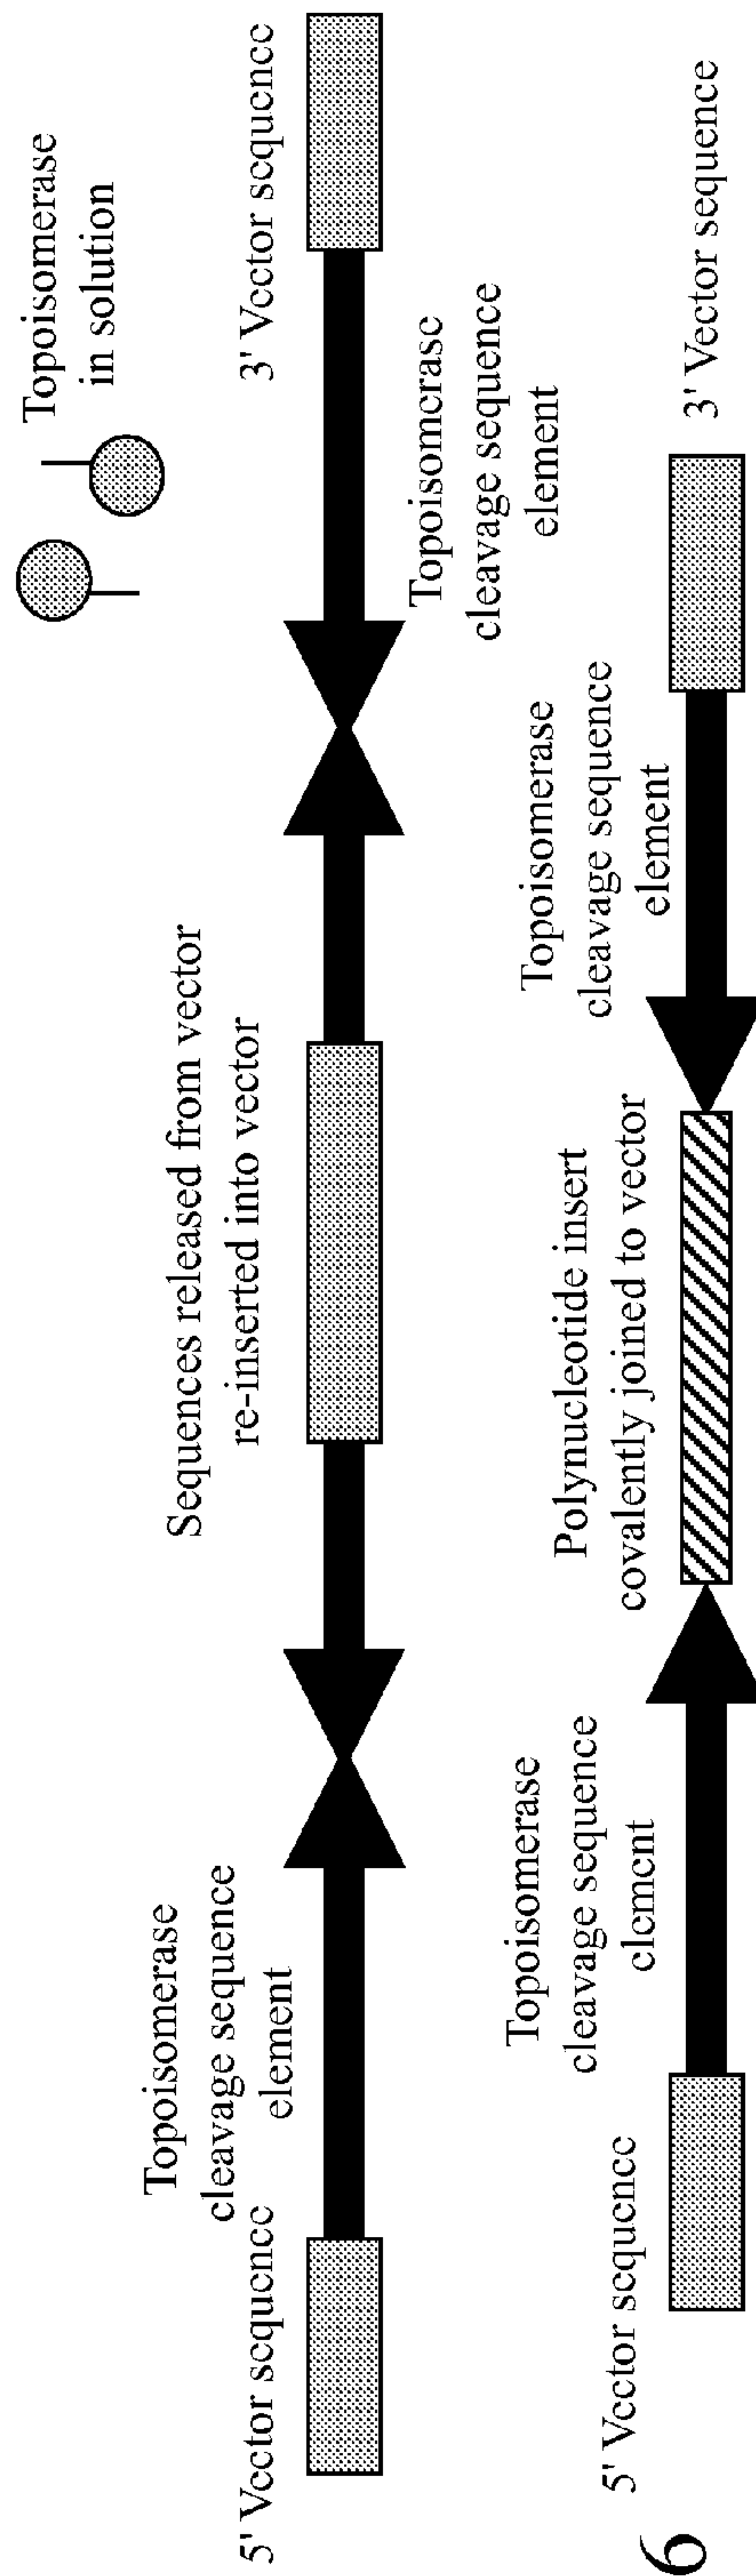 Topoisomerase
in solution
Sequences released from vector
re-inserted into vector
Topoisomerase
cleavage sequence
element
5' Vector sequence
3' Vector sequence
Topoisomerase
cleavage sequence
element
6
5' Vector sequence
Topoisomerase
cleavage sequence
element
Polynucleotide insert
covalently joined to vector
Topoisomerase
cleavage sequence
element
3' Vector sequence